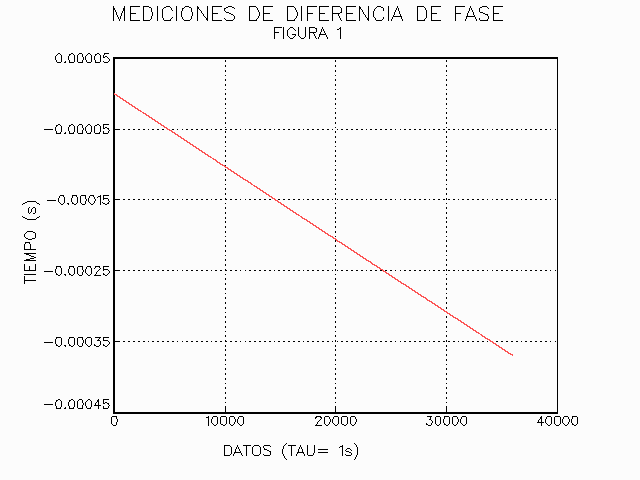 MEDICIONES DE DIFERENCIA DE FASE
FIGURA 1
0.00005
-0.00005
-0.00015
-0.00025
-0.00035
-0.00045
TIEMPO (s)
0 10000 20000 30000 40000
DATOS (TAU= 1s)